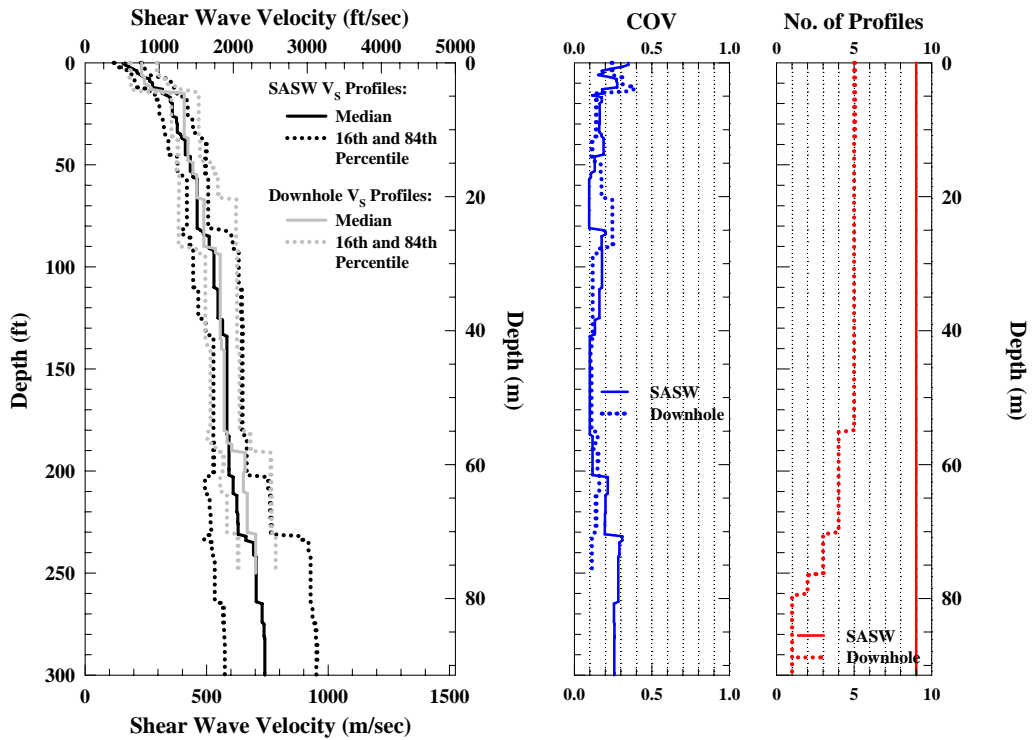 Shear Wave Velocity (ft/sec)
0 1000 2000 3000 4000 5000
COV
0.0 0.5 1.0
No. of Profiles
0 5 10
0
50
100
150
200
250
300
Depth (ft)
SASW VS Profiles:
Median
16th and 84th
Percentile
Downhole VS Profiles:
Median
16th and 84th
Percentile
0
20
40
60
80
Depth (m)
0 500 1000 1500
Shear Wave Velocity (m/sec)
SASW
Downhole
0.0 0.5 1.0
SASW
Downhole
0 5 10
0
20
40
60
80
Depth (m)